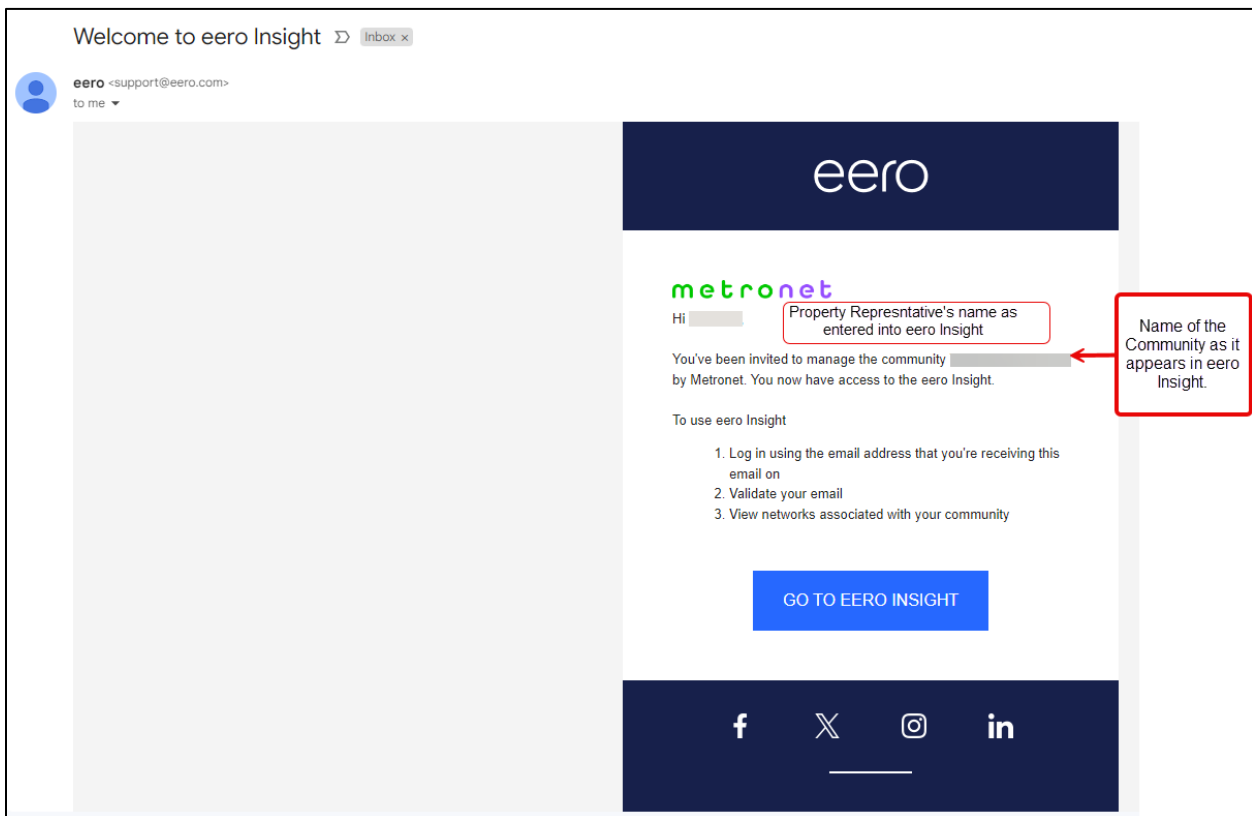 Welcome to eero Insight Inbox x
eero <support@eero.com>
to me
eero
metronet
Hi
Property Represntative's name as
entered into eero Insight
You've been invited to manage the community
by Metronet. You now have access to the eero Insight.
Name of the
Community as it
appears in eero
Insight.
To use eero Insight
1. Log in using the email address that you're receiving this
email on
2. Validate your email
3. View networks associated with your community
GO TO EERO INSIGHT
f X in